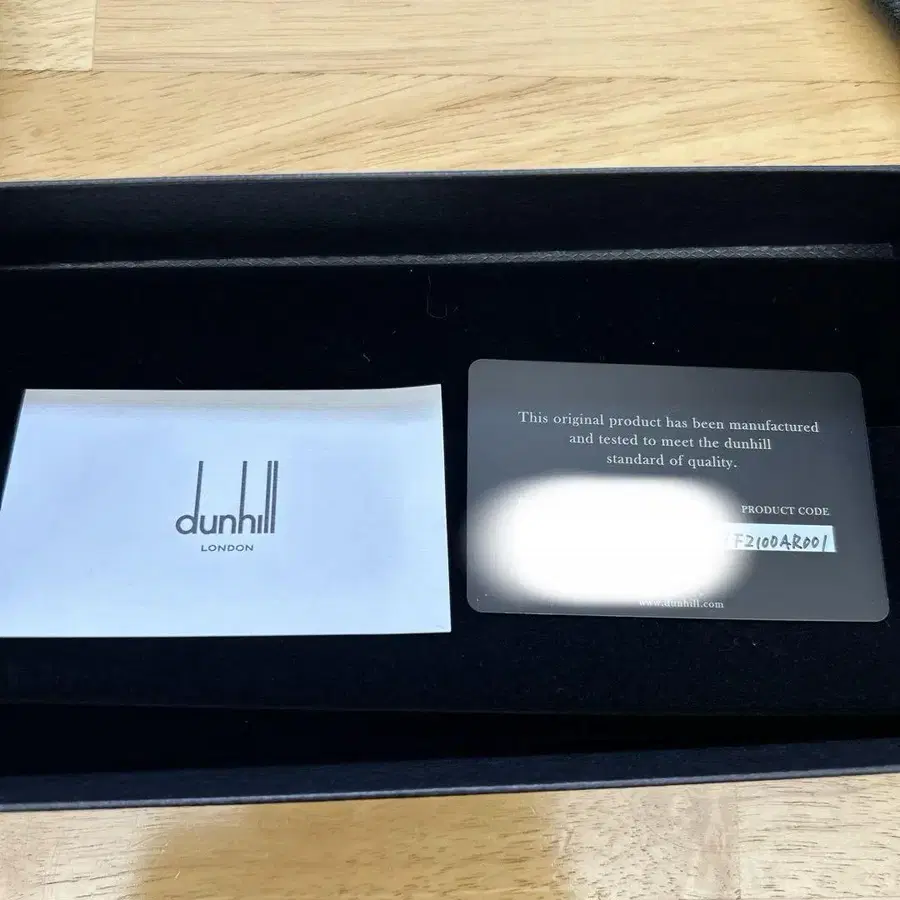 dunhill
LONDON
This original product has been manufactured
and tested to meet the dunhill
standard of quality.
PRODUCT CODE
F2100AR001
www.dunhill.com